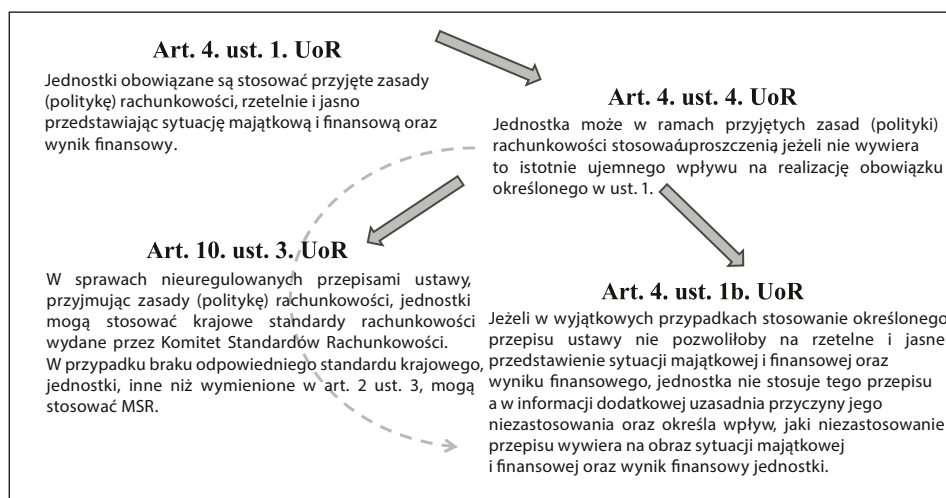 Art. 4. ust. 1. UoR
Jednostki obowiązane są stosować przyjęte zasady
(politykę) rachunkowości, rzetelnie i jasno
przedstawiając sytuację majątkową i finansową oraz
wynik finansowy.
Art. 4. ust. 4. UoR
Jednostka może w ramach przyjętych zasad (polityki)
rachunkowości stosować uproszczenia, jeżeli nie wywiera
to istotnie ujemnego wpływu na realizację obowiązku
określonego w ust. 1.
Art. 10. ust. 3. UoR
W sprawach nieuregulowanych przepisami ustawy,
przyjmując zasady (politykę) rachunkowości, jednostki
mogą stosować krajowe standardy rachunkowości
wydane przez Komitet Standardów Rachunkowości.
W przypadku braku odpowiedniego standardu krajowego,
jednostki, inne niż wymienione w art. 2 ust. 3, mogą
stosować MSR.
Art. 4. ust. 1b. UoR
Jeżeli w wyjątkowych przypadkach stosowanie określonego
przepisu ustawy nie pozwoliłoby na rzetelne i jasne
przedstawienie sytuacji majątkowej i finansowej oraz
wyniku finansowego, jednostka nie stosuje tego przepisu
a w informacji dodatkowej uzasadnia przyczyny jego
niezastosowania oraz określa wpływ, jaki niezastosowanie
przepisu wywiera na obraz sytuacji majątkowej
i finansowej oraz wynik finansowy jednostki.